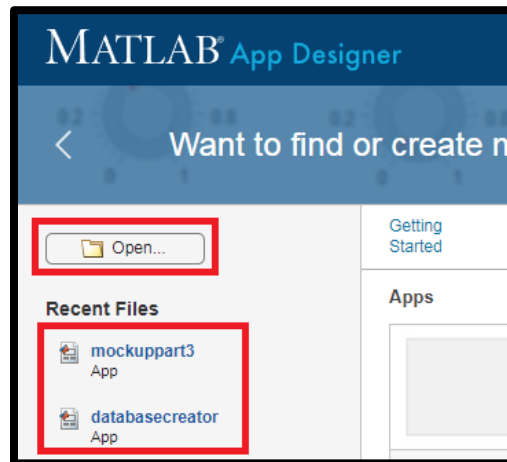 MATLAB® App Designer
Want to find or create
Open...
Getting
Started
Recent Files
Apps
mockuppart3
App
databasecreator
App